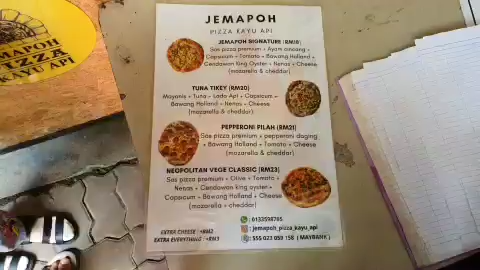 JEMAPOH
PIZZA
KAYU API
JEMAPOH
PIZZA KAYU API
JEMAPOH SIGNATURE (RM18)
Sos pizza premium + Ayam cincang +
Capsicum + Tomato + Bawang Holland +
Cendawan King Oyster + Nenas + Cheese
(mozarella & cheddar)
TUNA YIKEY (RM20)
Mayonis + Tuna + Lada Api + Capsicum +
Bawang Holland + Nenas + Cheese
(mozarella & cheddar)
PEPPERONI PILAH (RM21)
Sos pizza premium + pepperoni daging
+ Bawang Holland + Tomato + Cheese
(mozarella & cheddar)
NEOPOLITAN VEGE CLASSIC (RM23)
Sos pizza premium + Olive + Tomato +
Nenas + Cendawan king oyster +
Capsicum + Bawang Holland + Cheese
(mozarella + cheddar)
EXTRA CHEESE : +RM2
EXTRA EVERYTHING : +RM3
: 0133598765
: jemapoh_pizza_kayu_api
( MAYBANK )